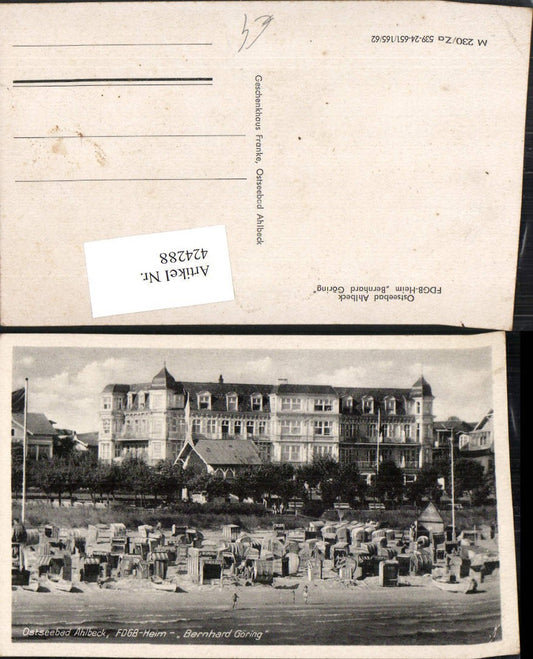 M 230/Za 539-24-651/165/62
Geschenkhaus Franke, Ostseebad Ahlbeck
Ostseebad Ahlbeck
FDGB-Heim „Bernhard Göring"
Artikel Nr.
424288
Ostseebad Ahlbeck, FDGB-Heim - „Bernhard Göring"